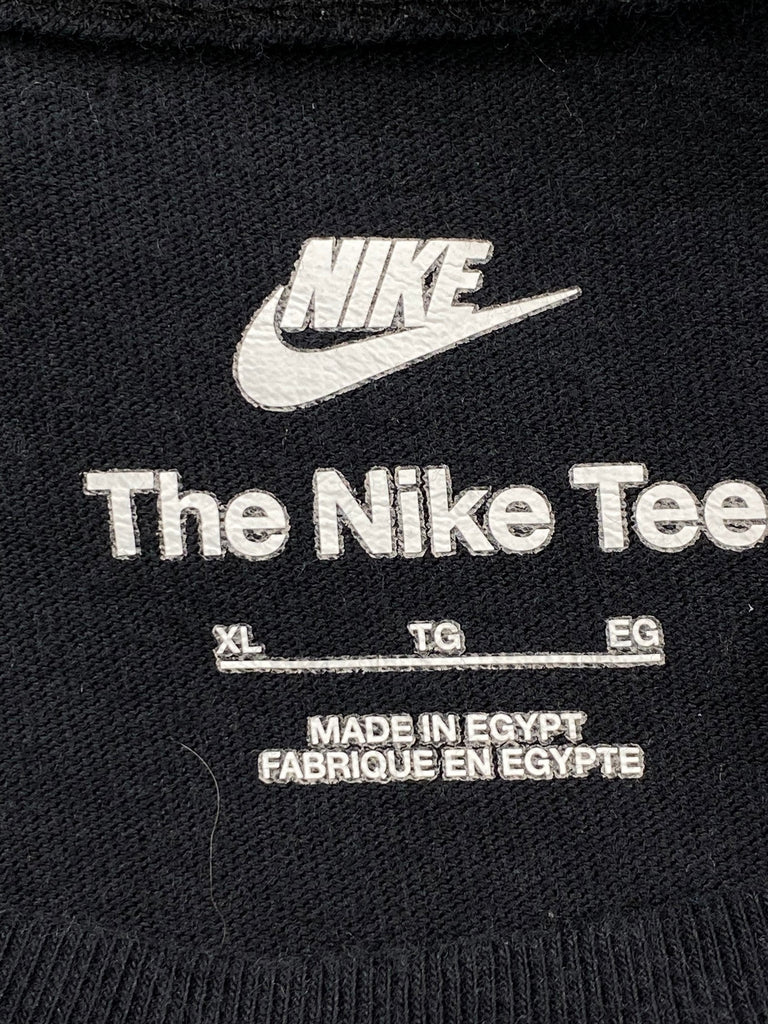 NIKE
The Nike Tee
XL TG EG
MADE IN EGYPT
FABRIQUE EN EGYPTE